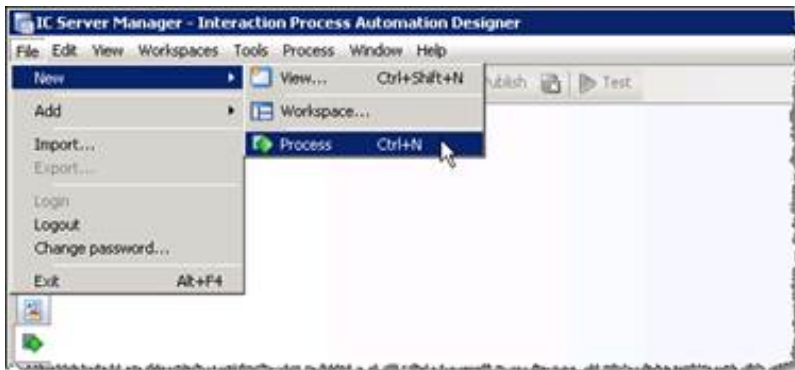 IC Server Manager - Interaction Process Automation Designer
File Edit View Workspaces Tools Process Window Help
New
View... Ctrl+Shift+N
Publish
Test
Add
Workspace...
Import...
Process Ctrl+N
Export...
Login
Logout
Change password...
Exit Alt+F4